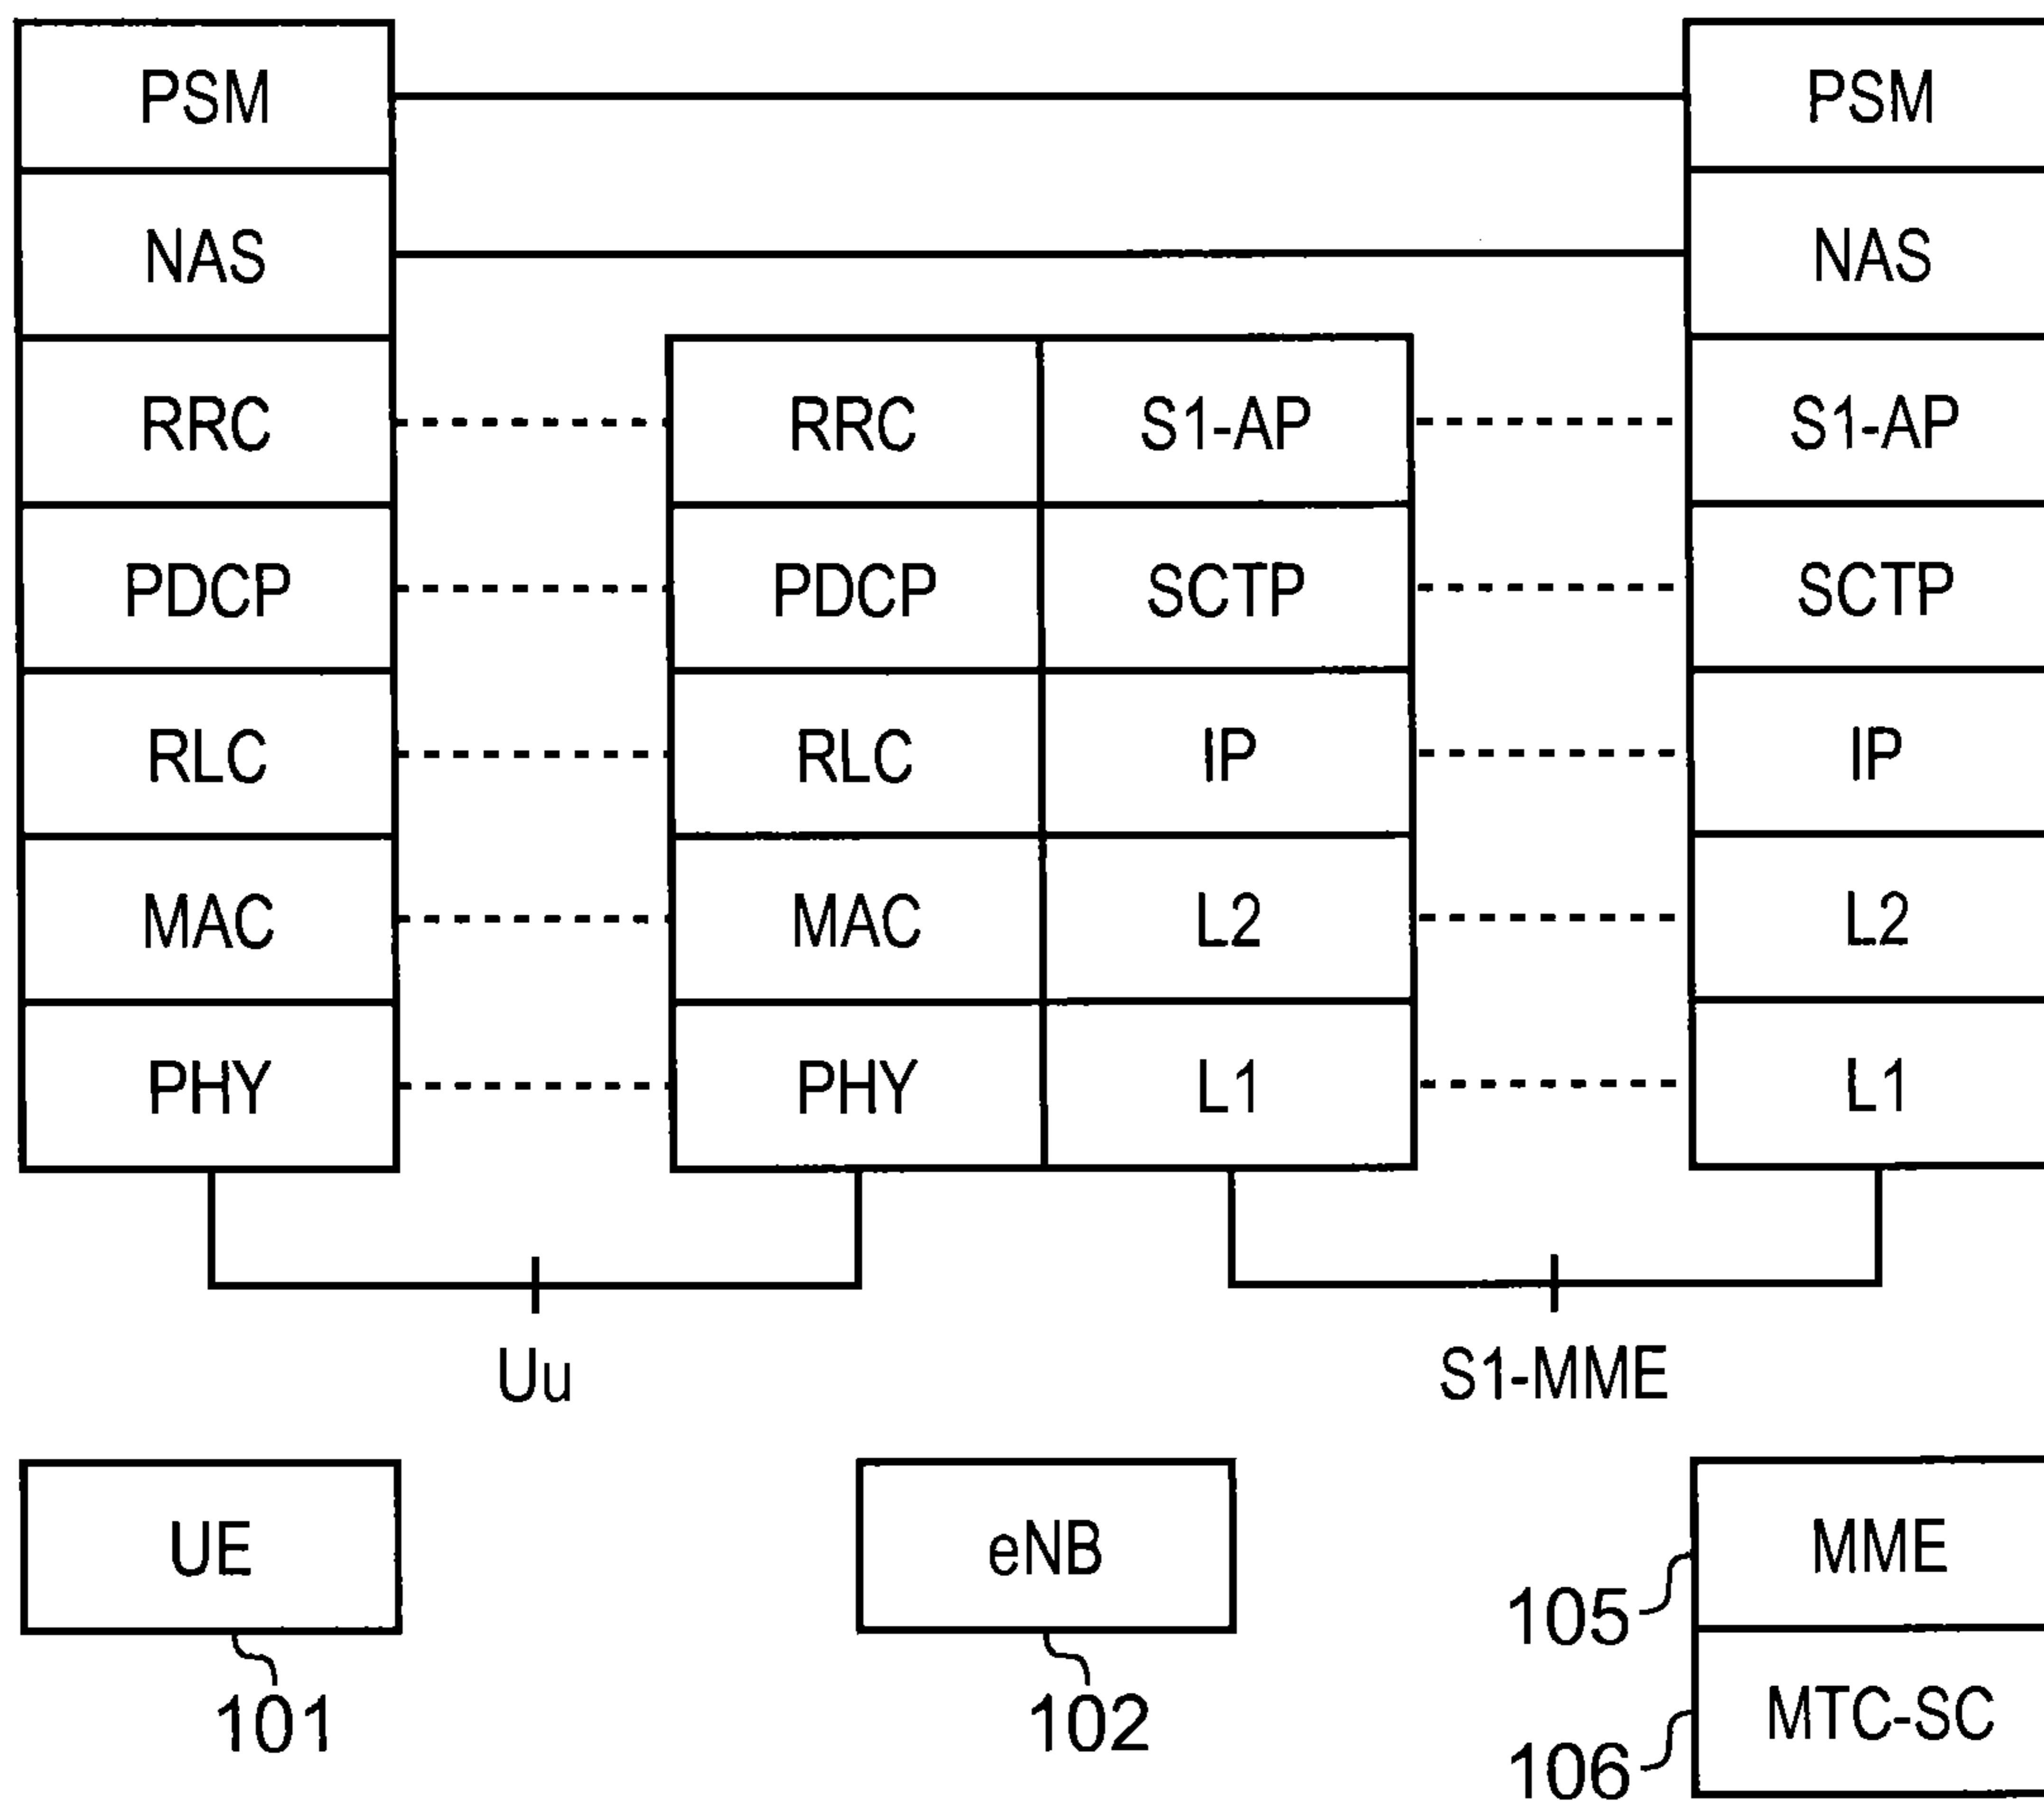 PSM PSM
NAS NAS
RRC RRC S1-AP S1-AP
PDCP PDCP SCTP SCTP
RLC RLC IP IP
MAC MAC L2 L2
PHY PHY L1 L1
Uu S1-MME
UE eNB MME
105
101 102 MTC-SC
106